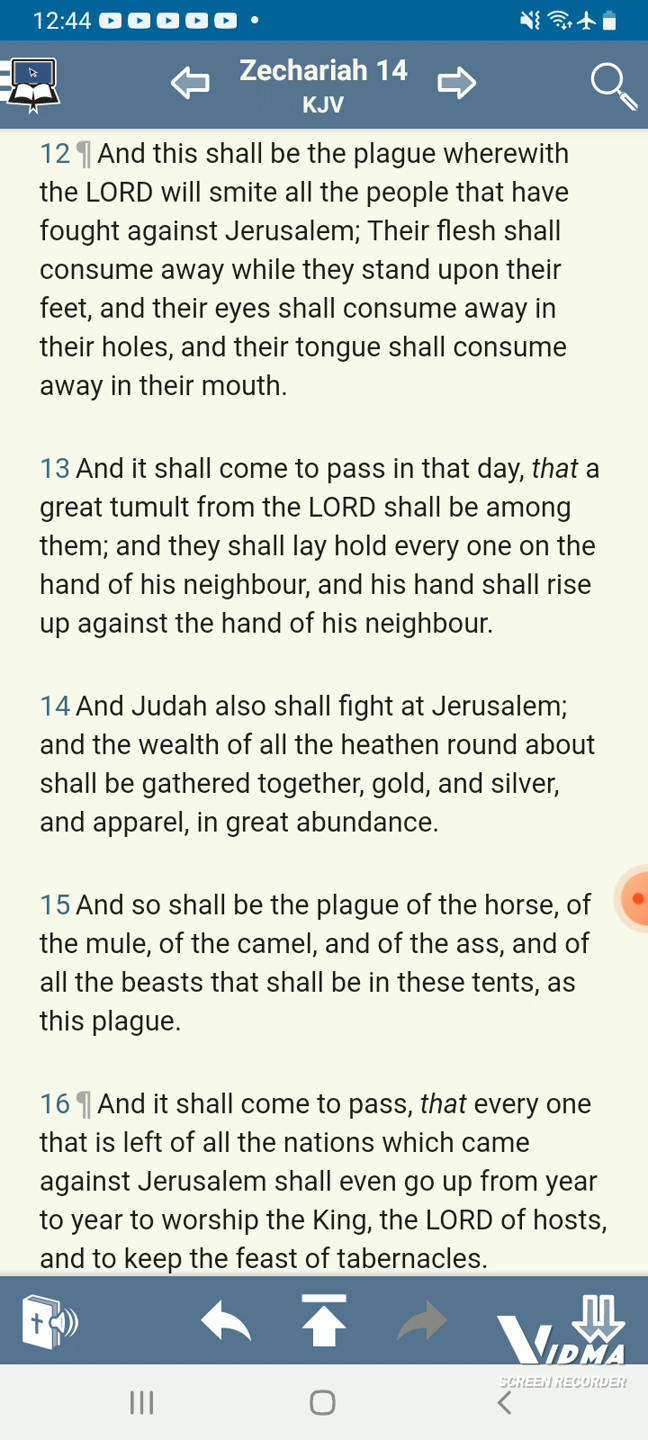 12:44
Zechariah 14
KJV
12 ¶ And this shall be the plague wherewith
the LORD will smite all the people that have
fought against Jerusalem; Their flesh shall
consume away while they stand upon their
feet, and their eyes shall consume away in
their holes, and their tongue shall consume
away in their mouth.
13 And it shall come to pass in that day, that a
great tumult from the LORD shall be among
them; and they shall lay hold every one on the
hand of his neighbour, and his hand shall rise
up against the hand of his neighbour.
14 And Judah also shall fight at Jerusalem;
and the wealth of all the heathen round about
shall be gathered together, gold, and silver,
and apparel, in great abundance.
15 And so shall be the plague of the horse, of
the mule, of the camel, and of the ass, and of
all the beasts that shall be in these tents, as
this plague.
16 ¶ And it shall come to pass, that every one
that is left of all the nations which came
against Jerusalem shall even go up from year
to year to worship the King, the LORD of hosts,
and to keep the feast of tabernacles.
VIDMA
SCREEN RECORDER